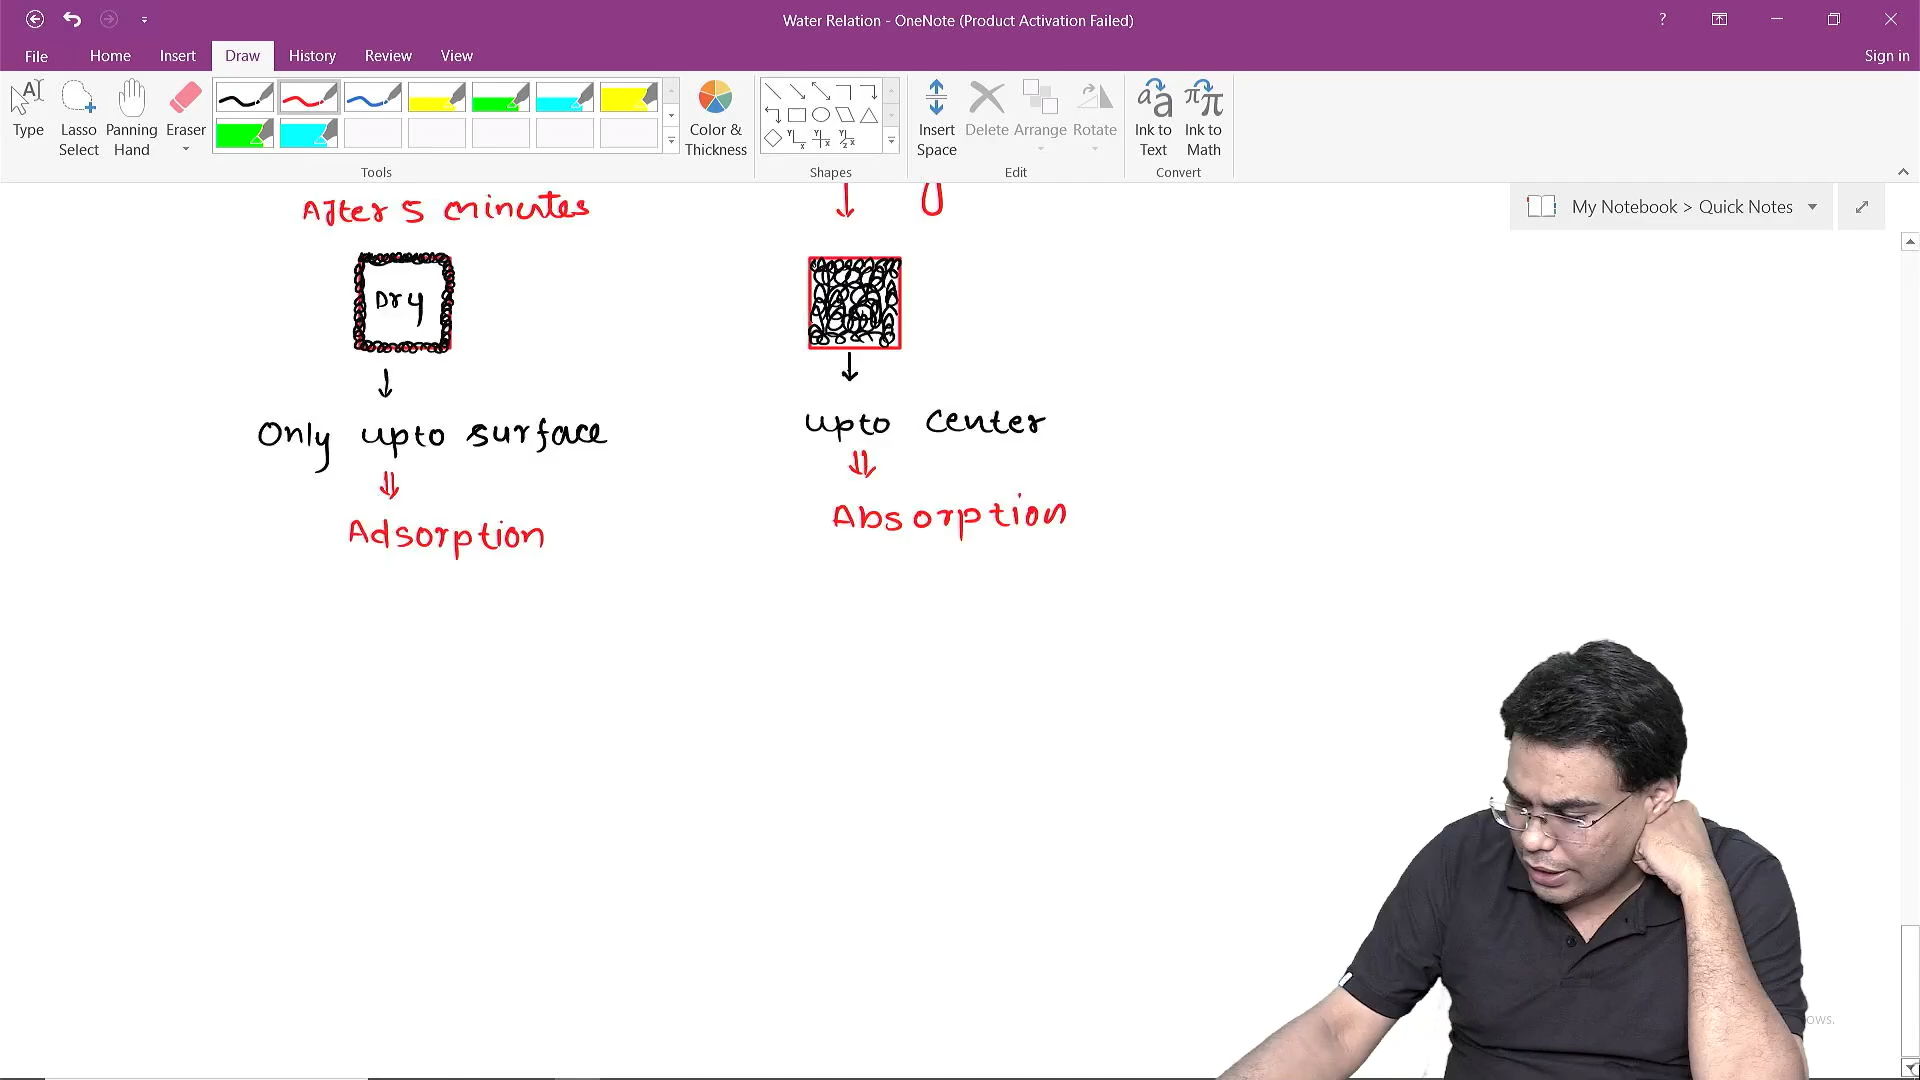 Water Relation - OneNote (Product Activation Failed)
?
File Home Insert Draw History Review View
Sign in
Type
Lasso Select
Panning Hand
Eraser
Color & Thickness
Insert Space
Delete
Arrange
Rotate
Ink to Text
Ink to Math
Tools
Shapes
Edit
Convert
My Notebook > Quick Notes
After 5 minutes
Dry
Only upto surface
upto center
Adsorption
Absorption
ows.